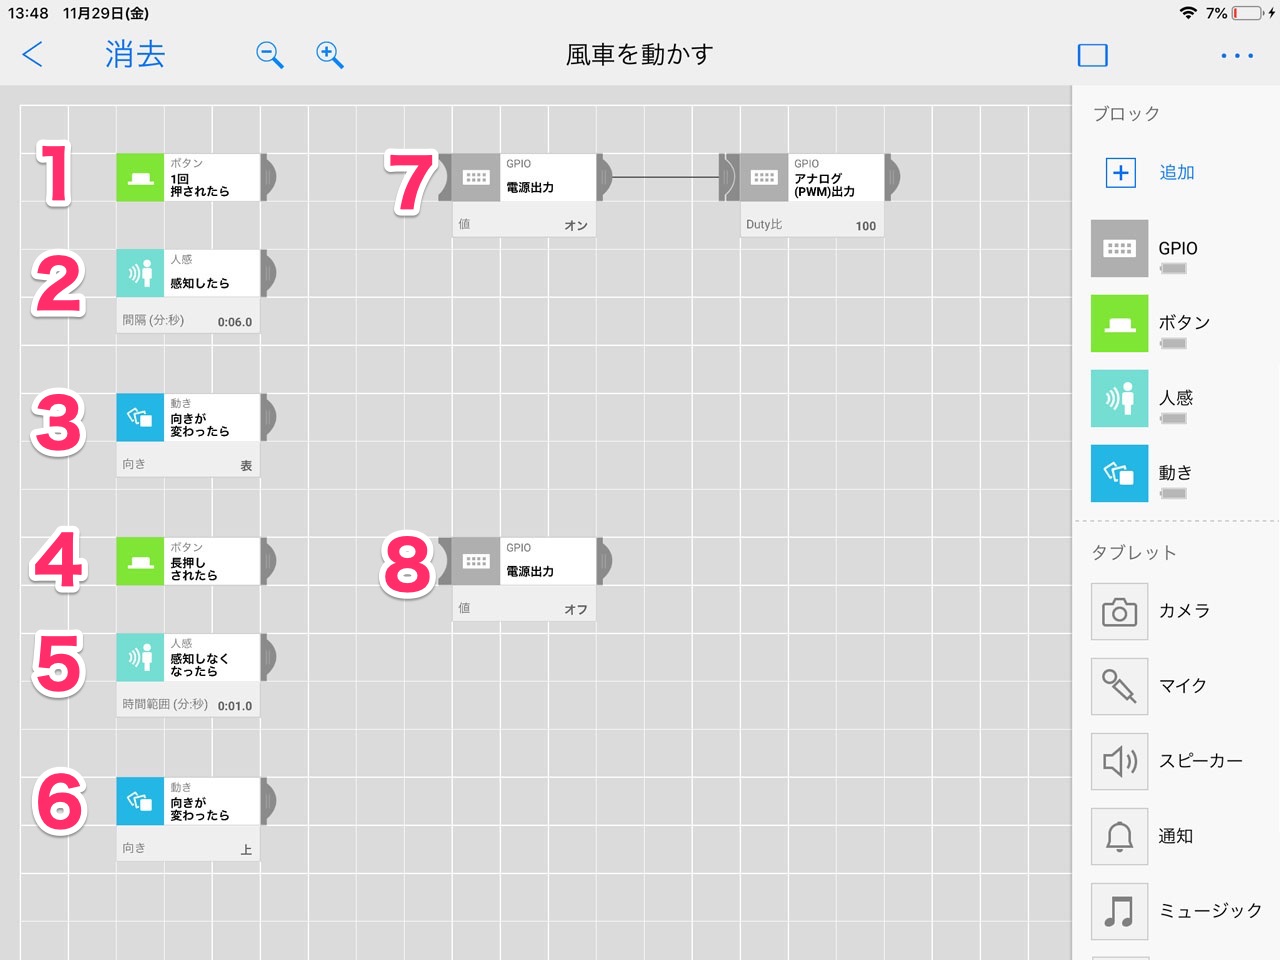 13:48 11月29日(金)
7%
消去
風車を動かす
ブロック
追加
GPIO
ボタン
人感
動き
タブレット
カメラ
マイク
スピーカー
通知
ミュージック
1
ボタン
1回
押されたら
2
人感
感知したら
間隔 (分:秒) 0:06.0
3
動き
向きが
変わったら
向き 表
4
ボタン
長押し
されたら
5
人感
感知しなく
なったら
時間範囲 (分:秒) 0:01.0
6
動き
向きが
変わったら
向き 上
7
GPIO
電源出力
値 オン
GPIO
アナログ
(PWM)出力
Duty比 100
8
GPIO
電源出力
値 オフ